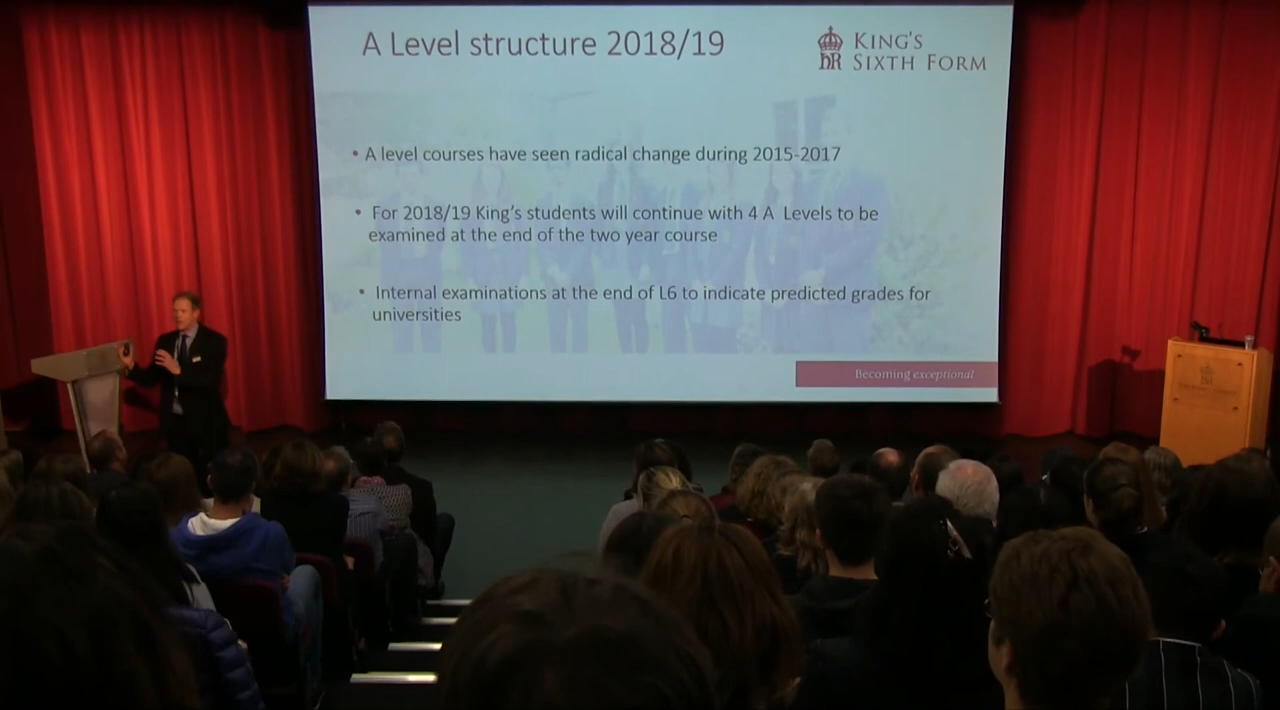 A Level structure 2018/19
KING'S
SIXTH FORM
• A level courses have seen radical change during 2015-2017
• For 2018/19 King's students will continue with 4 A Levels to be
examined at the end of the two year course
• Internal examinations at the end of L6 to indicate predicted grades for
universities
Becoming exceptional